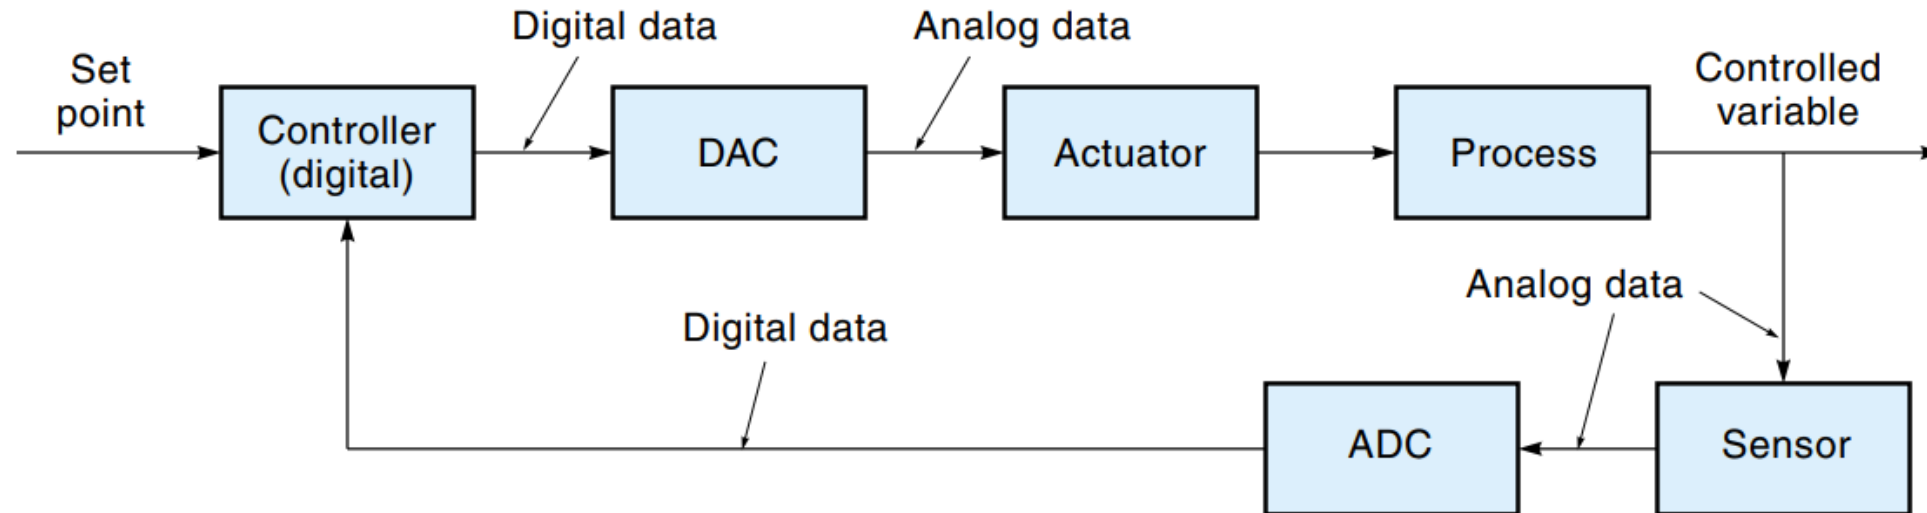 Digital data
Analog data
Set
point
Controlled
variable
Controller
(digital)
DAC
Actuator
Process
Analog data
Digital data
ADC
Sensor